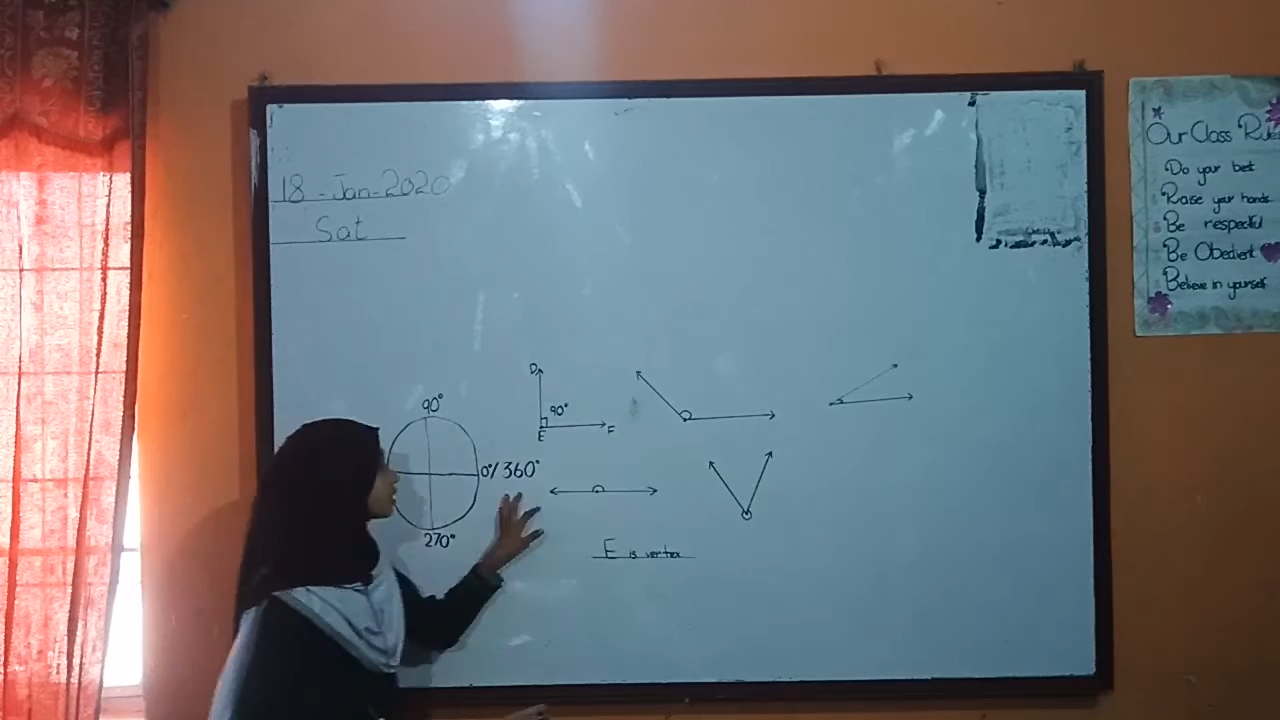 18-Jan-2020
Sat
90°
0°/360°
270°
D
90°
E
F
E is vertex
Our Class Rule
Do your best
Raise your hands
Be respectful
Be Obedient
Believe in yourself